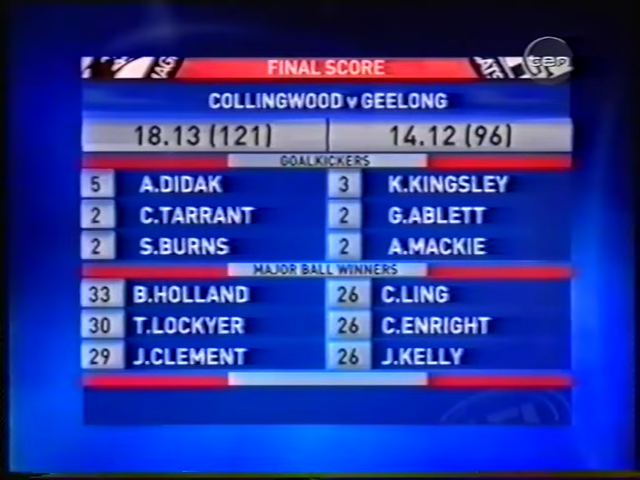 ten
FINAL SCORE
COLLINGWOOD v GEELONG
18.13 (121) 14.12 (96)
GOALKICKERS
5 A.DIDAK 3 K.KINGSLEY
2 C.TARRANT 2 G.ABLETT
2 S.BURNS 2 A.MACKIE
MAJOR BALL WINNERS
33 B.HOLLAND 26 C.LING
30 T.LOCKYER 26 C.ENRIGHT
29 J.CLEMENT 26 J.KELLY
AFL